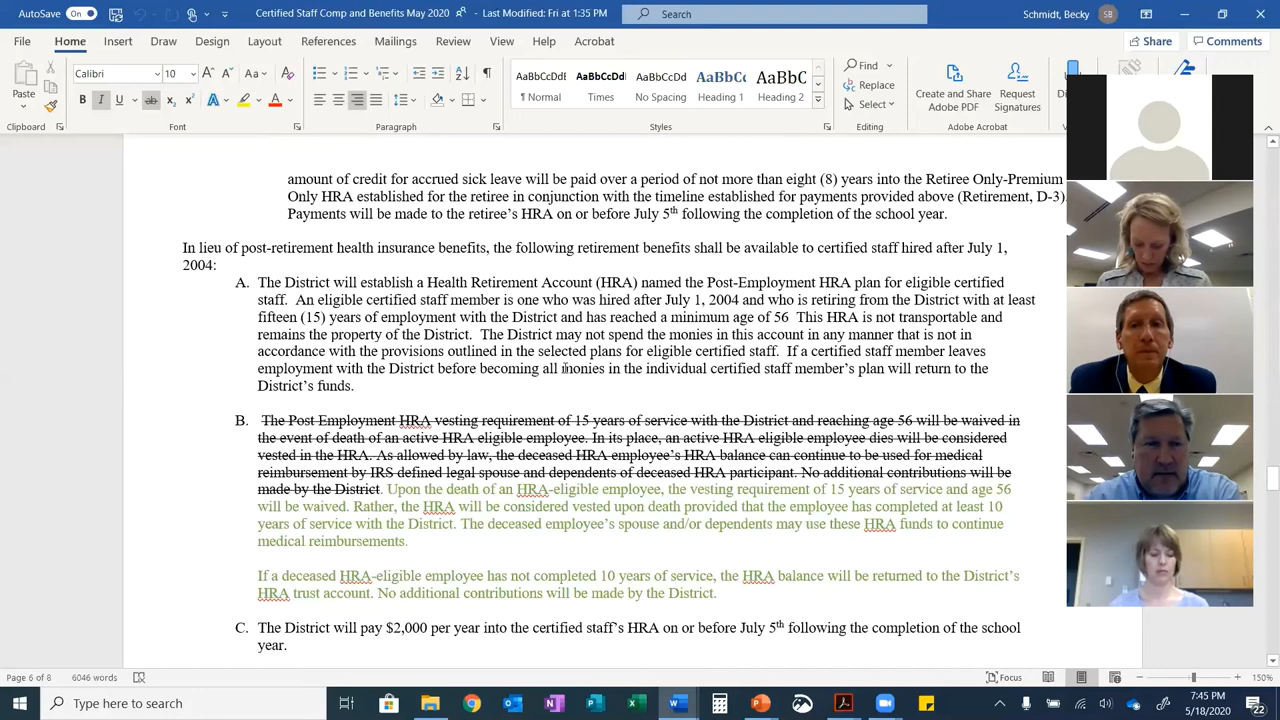 AutoSave On
Professional Staff Benefits for May 2020 BENEFITS - Saved to this PC - Last Modified: Fri at 1:35 PM
Search
Schmidt, Becky SB
File Home Insert Draw Design Layout References Mailings Review View Help Acrobat Share Comments
Paste
Clipboard
Calibri 10
Font
Paragraph
AaBbCcDdE AaBbCcDdE AaBbCcDd AaBbCc AaBbC
¶ Normal Times No Spacing Heading 1 Heading 2
Styles
Find
Replace
Select
Editing
Create and Share Adobe PDF
Request Signatures
Adobe Acrobat
amount of credit for accrued sick leave will be paid over a period of not more than eight (8) years into the Retiree Only-Premium
Only HRA established for the retiree in conjunction with the timeline established for payments provided above (Retirement, D-3).
Payments will be made to the retiree's HRA on or before July 5th following the completion of the school year.
In lieu of post-retirement health insurance benefits, the following retirement benefits shall be available to certified staff hired after July 1,
2004:
A. The District will establish a Health Retirement Account (HRA) named the Post-Employment HRA plan for eligible certified
staff. An eligible certified staff member is one who was hired after July 1, 2004 and who is retiring from the District with at least
fifteen (15) years of employment with the District and has reached a minimum age of 56 This HRA is not transportable and
remains the property of the District. The District may not spend the monies in this account in any manner that is not in
accordance with the provisions outlined in the selected plans for eligible certified staff. If a certified staff member leaves
employment with the District before becoming all monies in the individual certified staff member's plan will return to the
District's funds.
B. The Post Employment HRA vesting requirement of 15 years of service with the District and reaching age 56 will be waived in
the event of death of an active HRA eligible employee. In its place, an active HRA eligible employee dies will be considered
vested in the HRA. As allowed by law, the deceased HRA employee's HRA balance can continue to be used for medical
reimbursement by IRS defined legal spouse and dependents of deceased HRA participant. No additional contributions will be
made by the District. Upon the death of an HRA-eligible employee, the vesting requirement of 15 years of service and age 56
will be waived. Rather, the HRA will be considered vested upon death provided that the employee has completed at least 10
years of service with the District. The deceased employee's spouse and/or dependents may use these HRA funds to continue
medical reimbursements.
If a deceased HRA-eligible employee has not completed 10 years of service, the HRA balance will be returned to the District's
HRA trust account. No additional contributions will be made by the District.
C. The District will pay $2,000 per year into the certified staff's HRA on or before July 5th following the completion of the school
year.
Page 6 of 8 6046 words Focus 150%
Type here to search
7:45 PM
5/18/2020
22